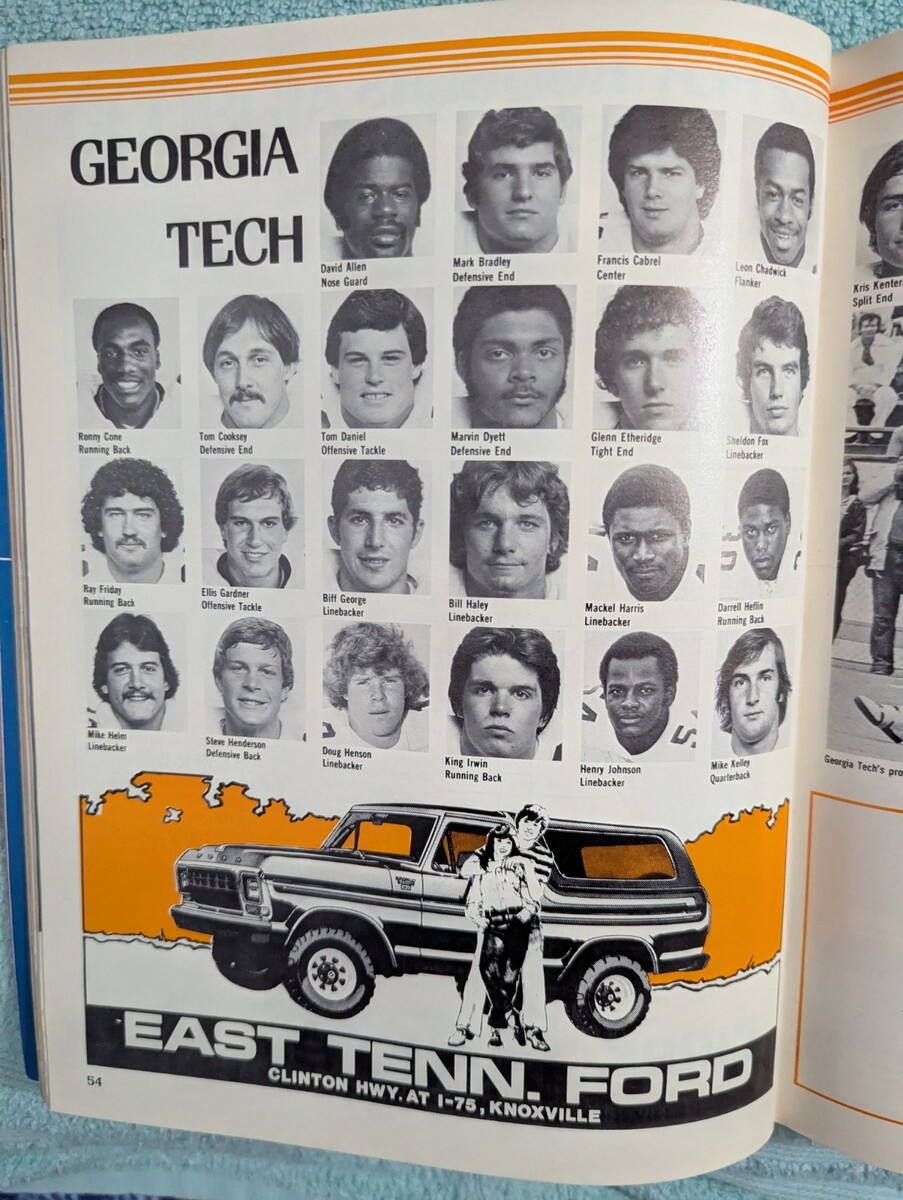 GEORGIA
TECH
David Allen
Nose Guard
Mark Bradley
Defensive End
Francis Cabrel
Center
Leon Chadwick
Flanker
Ronny Cone
Running Back
Tom Cooksey
Defensive End
Tom Daniel
Offensive Tackle
Marvin Dyett
Defensive End
Glenn Etheridge
Tight End
Sheldon Fox
Linebacker
Ray Friday
Running Back
Ellis Gardner
Offensive Tackle
Biff George
Linebacker
Bill Haley
Linebacker
Mackel Harris
Linebacker
Darrell Heflin
Running Back
Mike Helm
Linebacker
Steve Henderson
Defensive Back
Doug Henson
Linebacker
King Irwin
Running Back
Henry Johnson
Linebacker
Mike Kelley
Quarterback
FORD
EAST TENN. FORD
CLINTON HWY. AT I-75, KNOXVILLE
54
Kris Kenter
Split End
Georgia Tech's pro